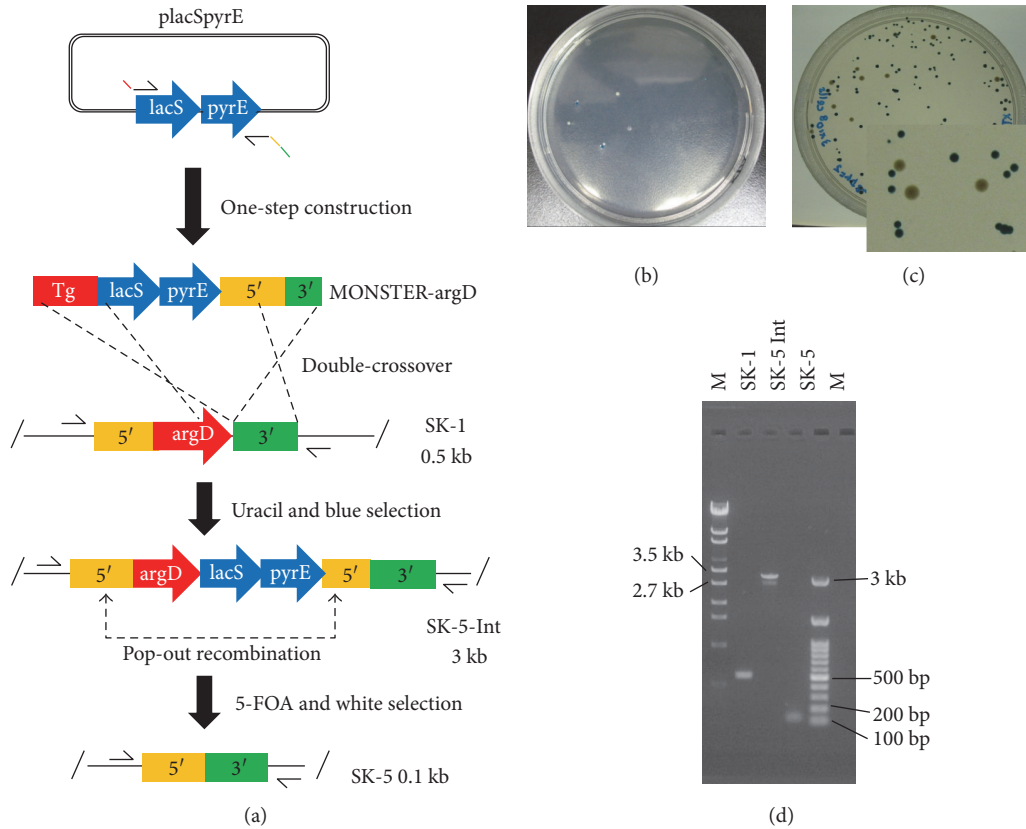 placSpyrE
lacS
pyrE
One-step construction
Tg
lacS
pyrE
5′
3′
MONSTER-argD
Double-crossover
5′
argD
3′
SK-1
0.5 kb
Uracil and blue selection
5′
argD
lacS
pyrE
5′
3′
SK-5-Int
3 kb
Pop-out recombination
5-FOA and white selection
5′
3′
SK-5 0.1 kb
(a)
(b)
(c)
M
SK-1
SK-5 Int
SK-5
M
3.5 kb
2.7 kb
3 kb
500 bp
200 bp
100 bp
(d)